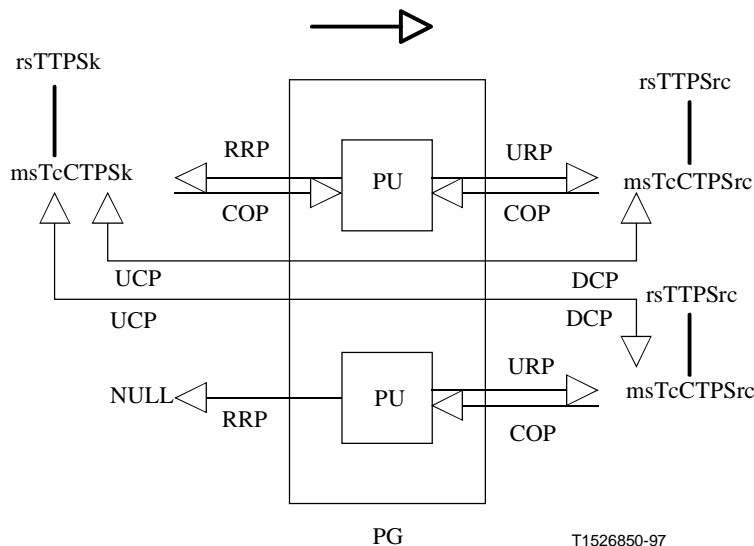 rsTTPSk
rsTTPSrc
RRP
PU
URP
msTcCTPSk
msTcCTPSrc
COP
COP
UCP
DCP
rsTTPSrc
UCP
DCP
URP
NULL
PU
msTcCTPSrc
RRP
COP
PG
T1526850-97